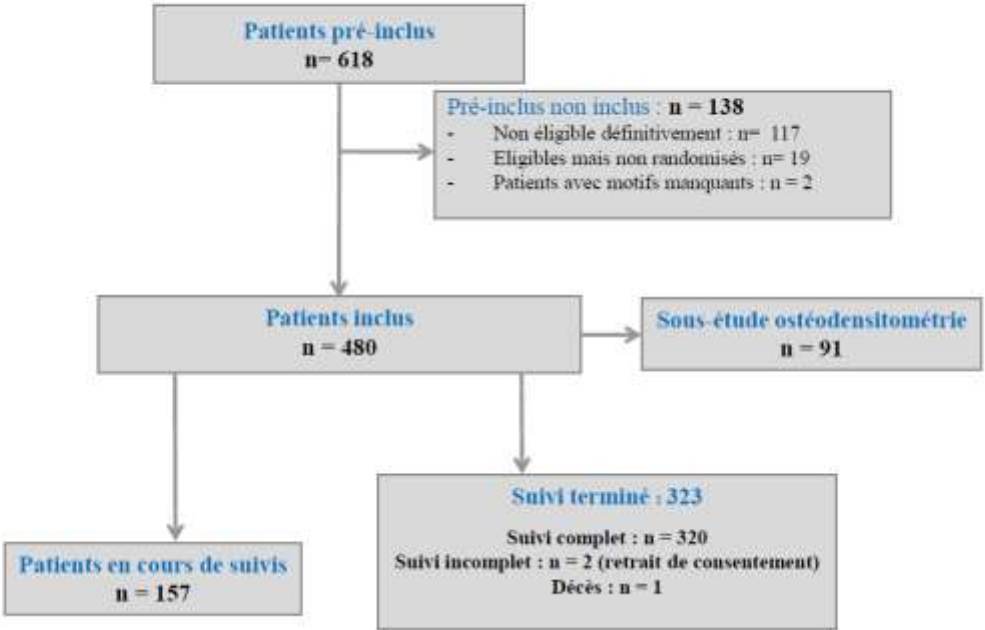 Patients pré-inclus
n= 618
Pré-inclus non inclus : n = 138
- Non éligible définitivement : n= 117
- Eligibles mais non randomisés : n= 19
- Patients avec motifs manquants : n = 2
Patients inclus
n = 480
Sous-étude ostéodensitométrie
n = 91
Suivi terminé : 323
Suivi complet : n = 320
Suivi incomplet : n = 2 (retrait de consentement)
Décès : n = 1
Patients en cours de suivis
n = 157